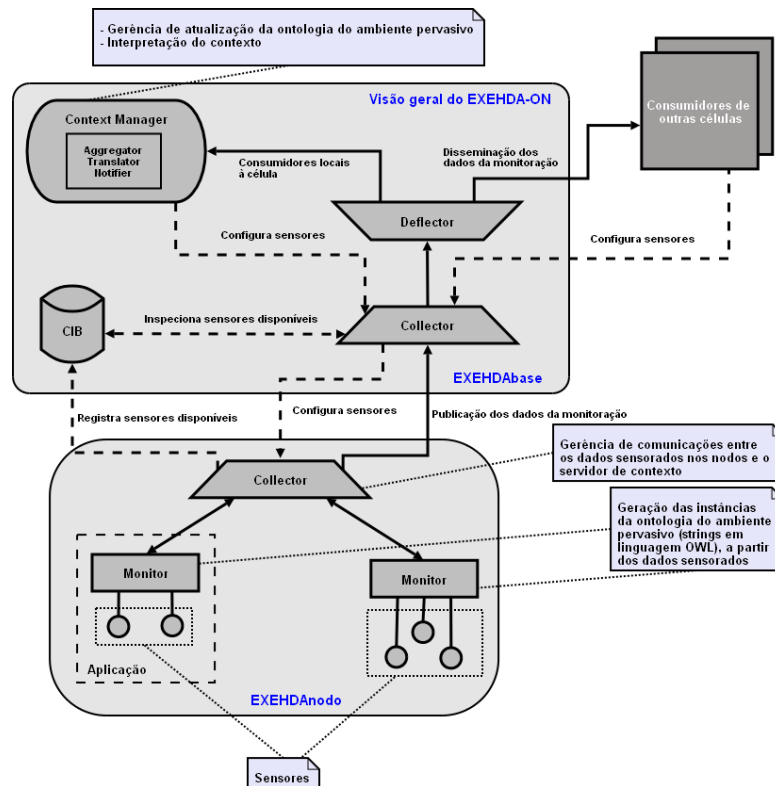 - Gerência de atualização da ontologia do ambiente pervasivo
- Interpretação do contexto
Visão geral do EXEHDA-ON
Consumidores de
outras células
Context Manager
Aggregator
Translator
Notifier
Consumidores locais
à célula
Disseminação dos
dados da monitoração
Deflector
Configura sensores
Configura sensores
Inspeciona sensores disponíveis
CIB
Collector
EXEHDAbase
Registra sensores disponíveis
Configura sensores
Publicação dos dados da monitoração
Gerência de comunicações entre
os dados sensorados nos nodos e o
servidor de contexto
Collector
Geração das instâncias
da ontologia do ambiente
pervasivo (strings em
linguagem OWL), a partir
dos dados sensorados
Monitor
Monitor
Aplicação
EXEHDAnodo
Sensores